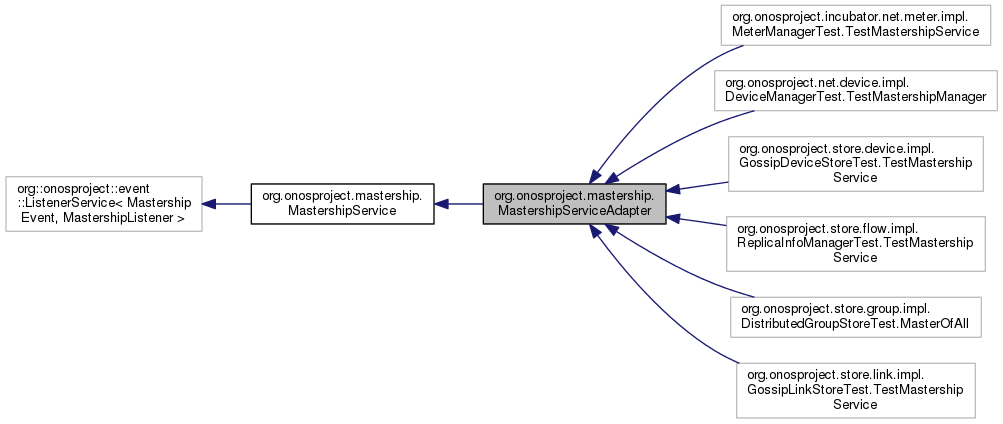 org.onosproject.incubator.net.meter.impl.
MeterManagerTest.TestMastershipService
org.onosproject.net.device.impl.
DeviceManagerTest.TestMastershipManager
org.onosproject.store.device.impl.
GossipDeviceStoreTest.TestMastership
Service
org::onosproject::event
::ListenerService< Mastership
Event, MastershipListener >
org.onosproject.mastership.
MastershipService
org.onosproject.mastership.
MastershipServiceAdapter
org.onosproject.store.flow.impl.
ReplicaInfoManagerTest.TestMastership
Service
org.onosproject.store.group.impl.
DistributedGroupStoreTest.MasterOfAll
org.onosproject.store.link.impl.
GossipLinkStoreTest.TestMastership
Service